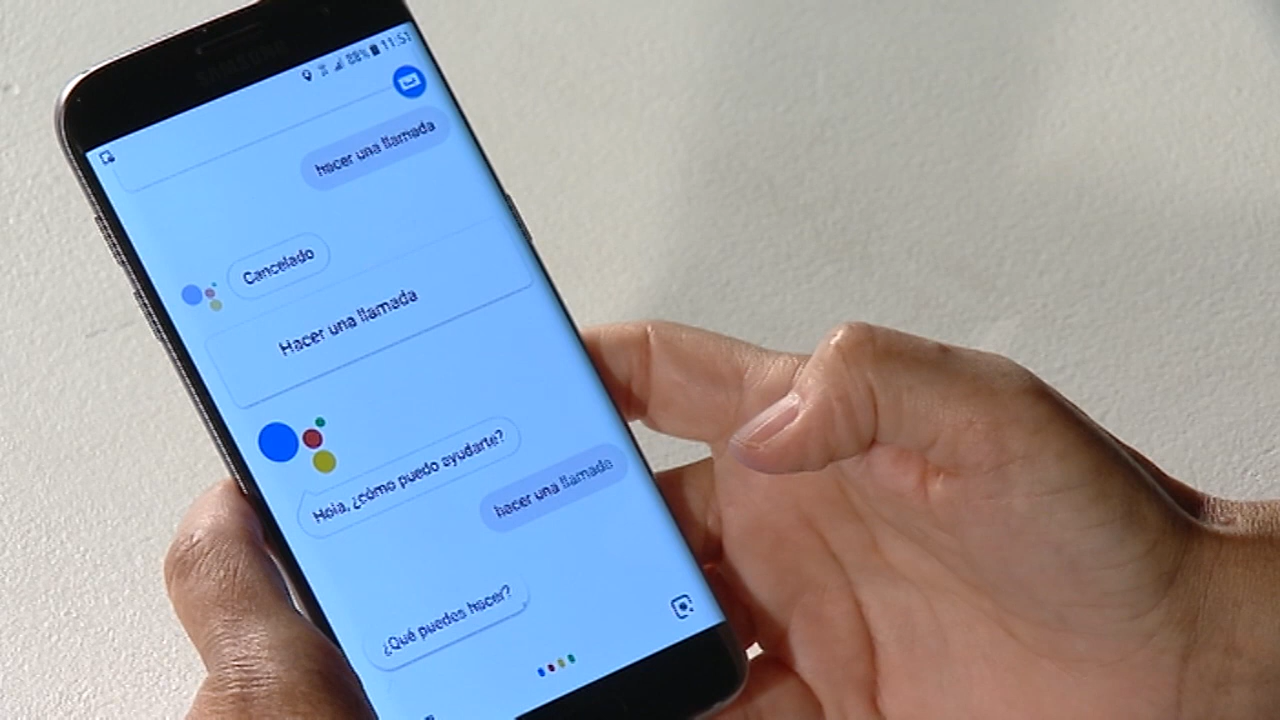 SAMSUNG
88% 11:51
hacer una llamada
Cancelado
Hacer una llamada
Hola, ¿cómo puedo ayudarte?
hacer una llamada
¿Qué puedes hacer?